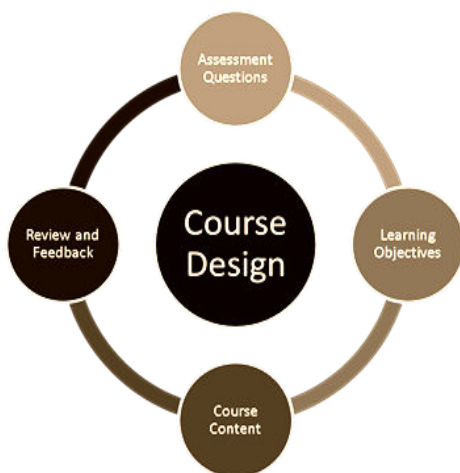 Assessment
Questions
Learning
Objectives
Course
Content
Review and
Feedback
Course
Design